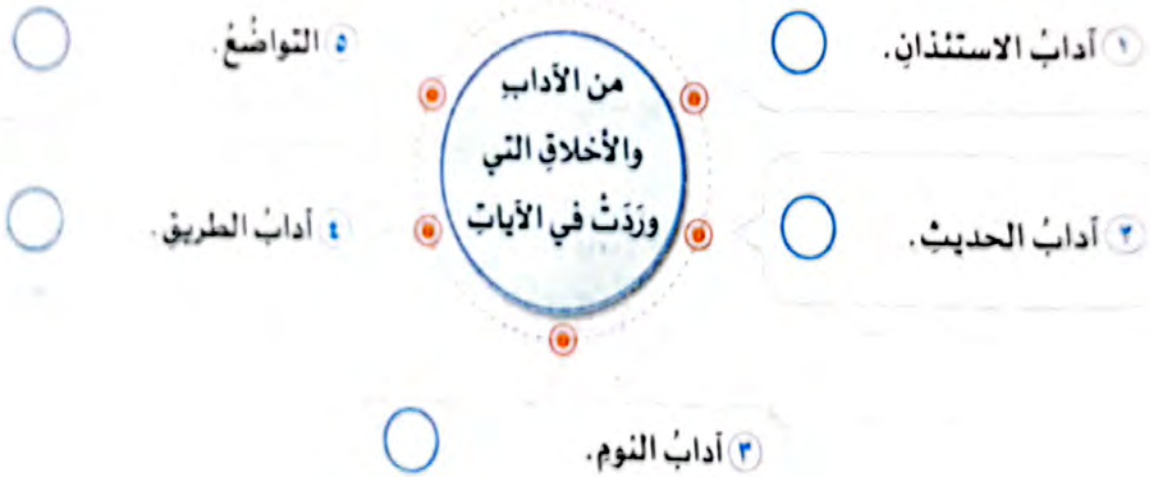 من الآدابِ
والأخلاقِ التي
ورَدَتْ في الآياتِ
١ آدابُ الاستئذانِ.
٢ آدابُ الحديثِ.
٣ آدابُ النومِ.
٤ آدابُ الطريقِ.
٥ التواضُعُ.